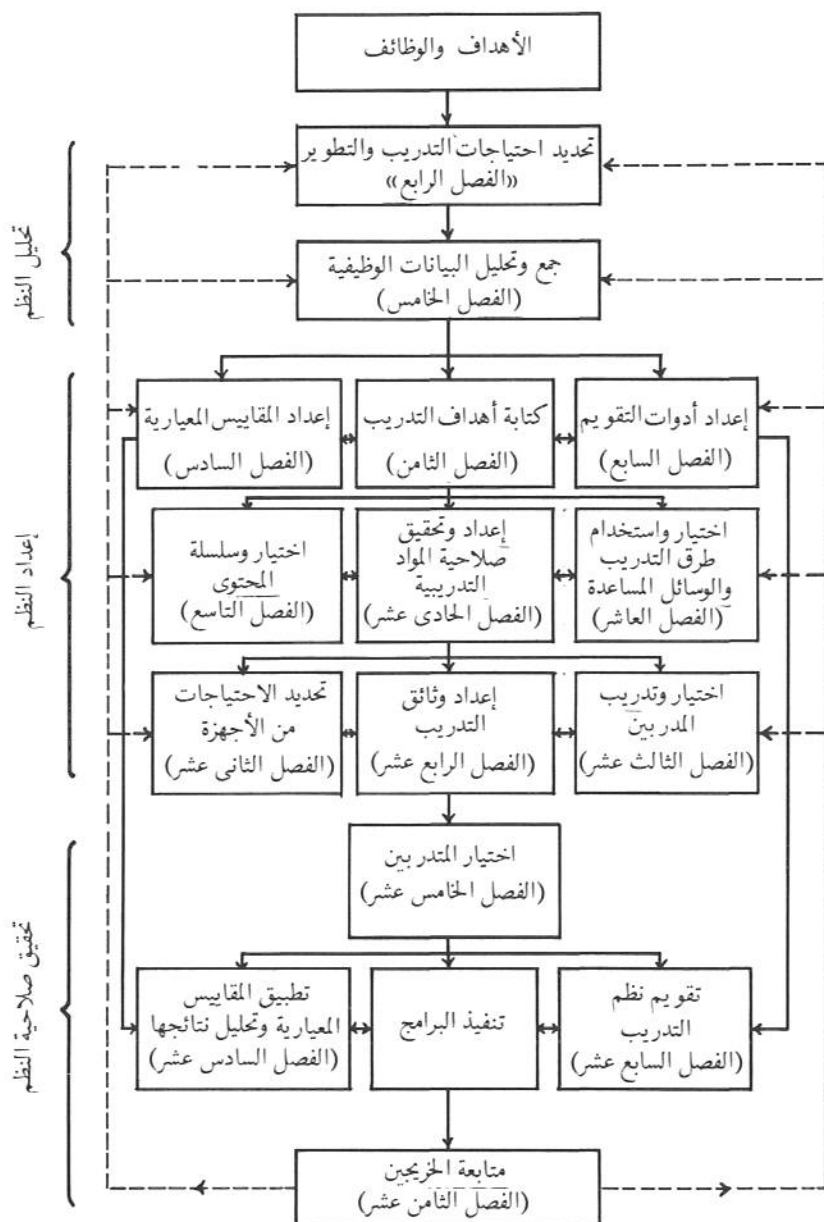 الأهداف والوظائف
تحديد احتياجات التدريب والتطوير
«الفصل الرابع»
جمع وتحليل البيانات الوظيفية
(الفصل الخامس)
تحليل النظم
إعداد المقاييس المعيارية
(الفصل السادس)
كتابة أهداف التدريب
(الفصل الثامن)
إعداد أدوات التقويم
(الفصل السابع)
اختيار وسلسلة
المحتوى
(الفصل التاسع)
إعداد وتحقيق
صلاحية المواد
التدريبية
(الفصل الحادى عشر)
اختيار واستخدام
طرق التدريب
والوسائل المساعدة
(الفصل العاشر)
تحديد الاحتياجات
من الأجهزة
(الفصل الثانى عشر)
إعداد وثائق
التدريب
(الفصل الرابع عشر)
اختيار وتدريب
المدربين
(الفصل الثالث عشر)
إعداد النظم
اختيار المتدربين
(الفصل الخامس عشر)
تطبيق المقاييس
المعيارية وتحليل نتائجها
(الفصل السادس عشر)
تنفيذ البرامج
تقويم نظم
التدريب
(الفصل السابع عشر)
متابعة الخريجين
(الفصل الثامن عشر)
تحقيق صلاحية النظم